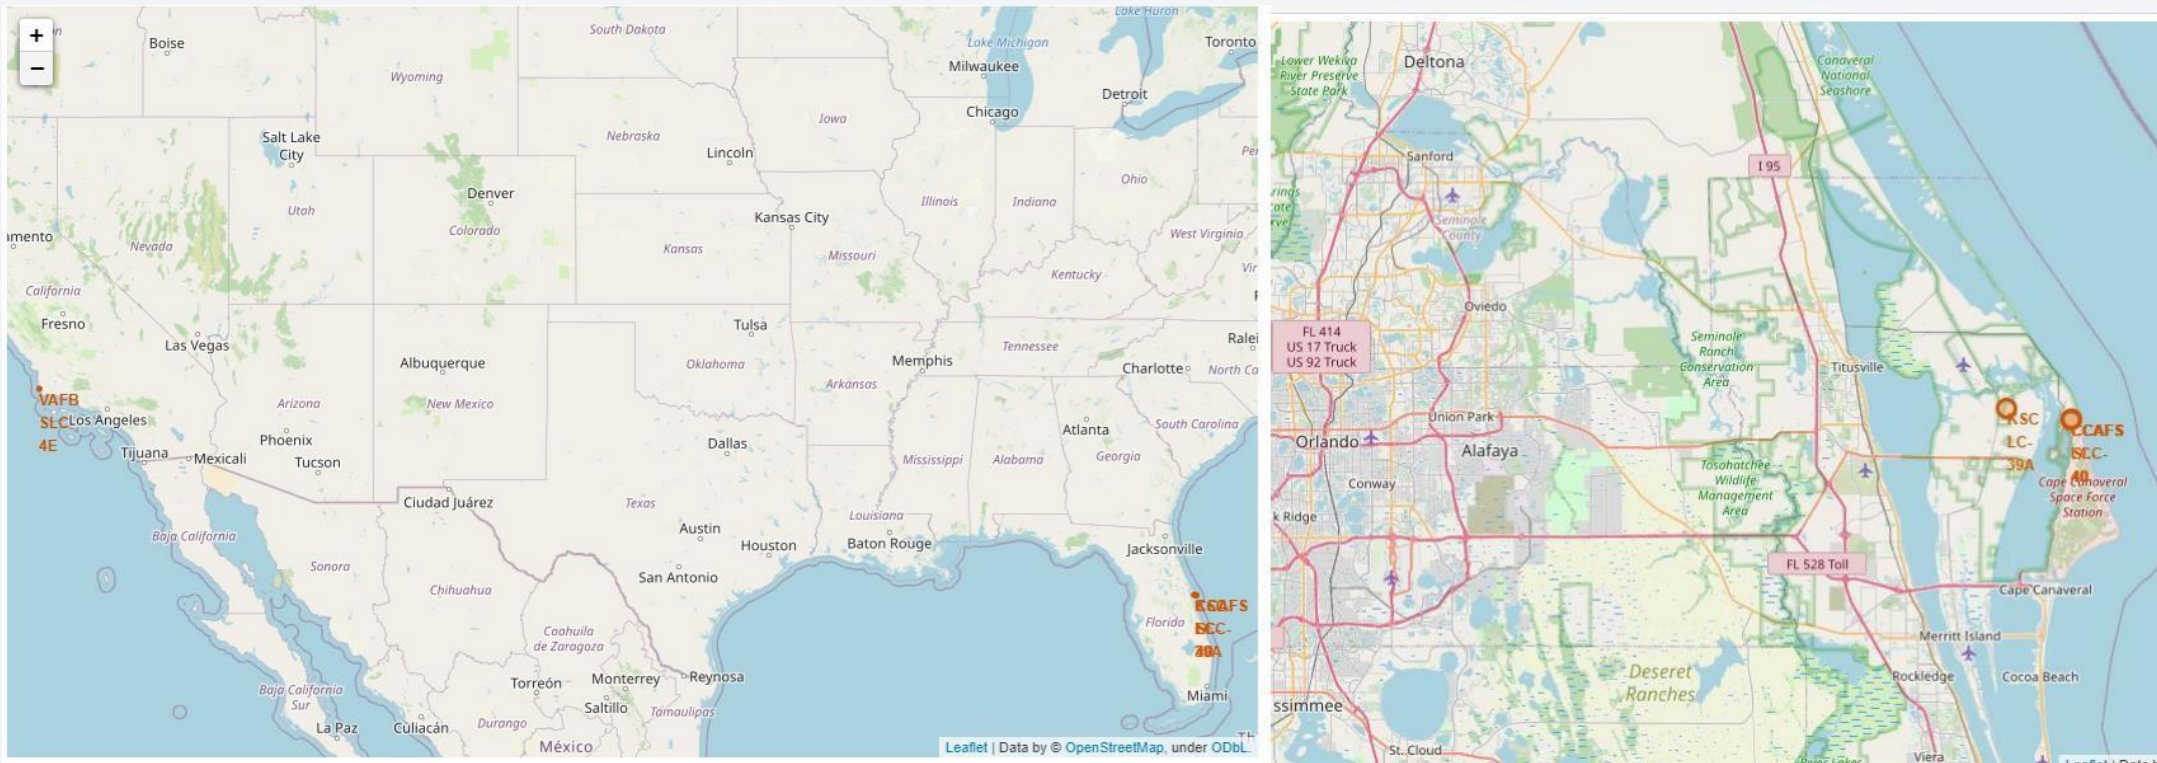 +
−
Boise
South Dakota
Lake Huron
Lake Michigan
Toronto
Milwaukee
Wyoming
Detroit
Chicago
Iowa
Nebraska
Salt Lake
City
Lincoln
Ohio
Denver
Illinois
Indiana
Utah
Kansas City
Colorado
West Virginia
Nevada
Kansas
Missouri
Kentucky
California
Fresno
Tulsa
Las Vegas
Tennessee
Albuquerque
Memphis
Oklahoma
Charlotte
Arkansas
VAFB
SLC-
4E
Los Angeles
Arizona
New Mexico
South Carolina
Phoenix
Atlanta
Dallas
Tijuana
Mexicali
Tucson
Mississippi
Alabama
Georgia
Ciudad Juárez
Texas
Louisiana
Austin
Baja California
Houston
Baton Rouge
Jacksonville
Sonora
San Antonio
Chihuahua
Florida
Coahuila
de Zaragoza
Torreón
Monterrey
Reynosa
Baja California
Sur
Miami
Saltillo
Tamaulipas
La Paz
Culiacán
Durango
México
Leaflet | Data by © OpenStreetMap, under ODbL.
Lower Wekiva
River Preserve
State Park
Deltona
Canaveral
National
Seashore
Sanford
I 95
Seminole
County
Oviedo
FL 414
US 17 Truck
US 92 Truck
Seminole
Ranch
Conservation
Area
Titusville
Union Park
KSC
LC-
39A
CCAFS
Orlando
Alafaya
Tosohatchee
Wildlife
Management
Area
Conway
Cape Canaveral
Space Force
Station
FL 528 Toll
Cape Canaveral
Merritt Island
Deseret
Ranches
Rockledge
Cocoa Beach
St. Cloud
Viera